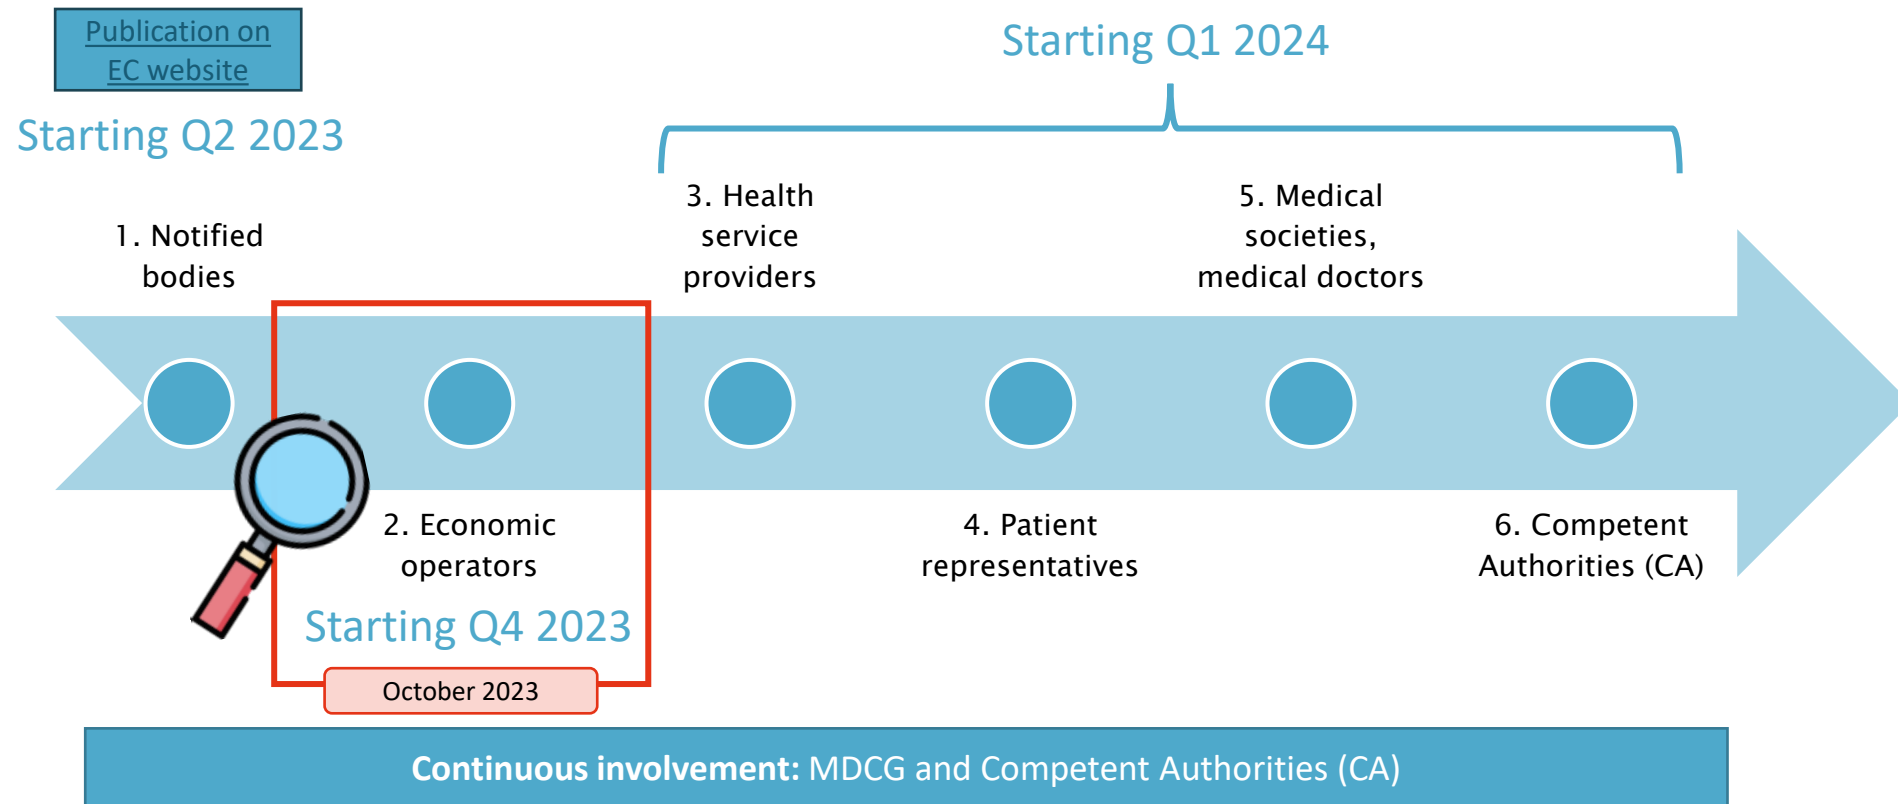 Publication on
EC website
Starting Q2 2023
Starting Q1 2024
1. Notified
bodies
3. Health
service
providers
5. Medical
societies,
medical doctors
2. Economic
operators
Starting Q4 2023
October 2023
4. Patient
representatives
6. Competent
Authorities (CA)
Continuous involvement: MDCG and Competent Authorities (CA)